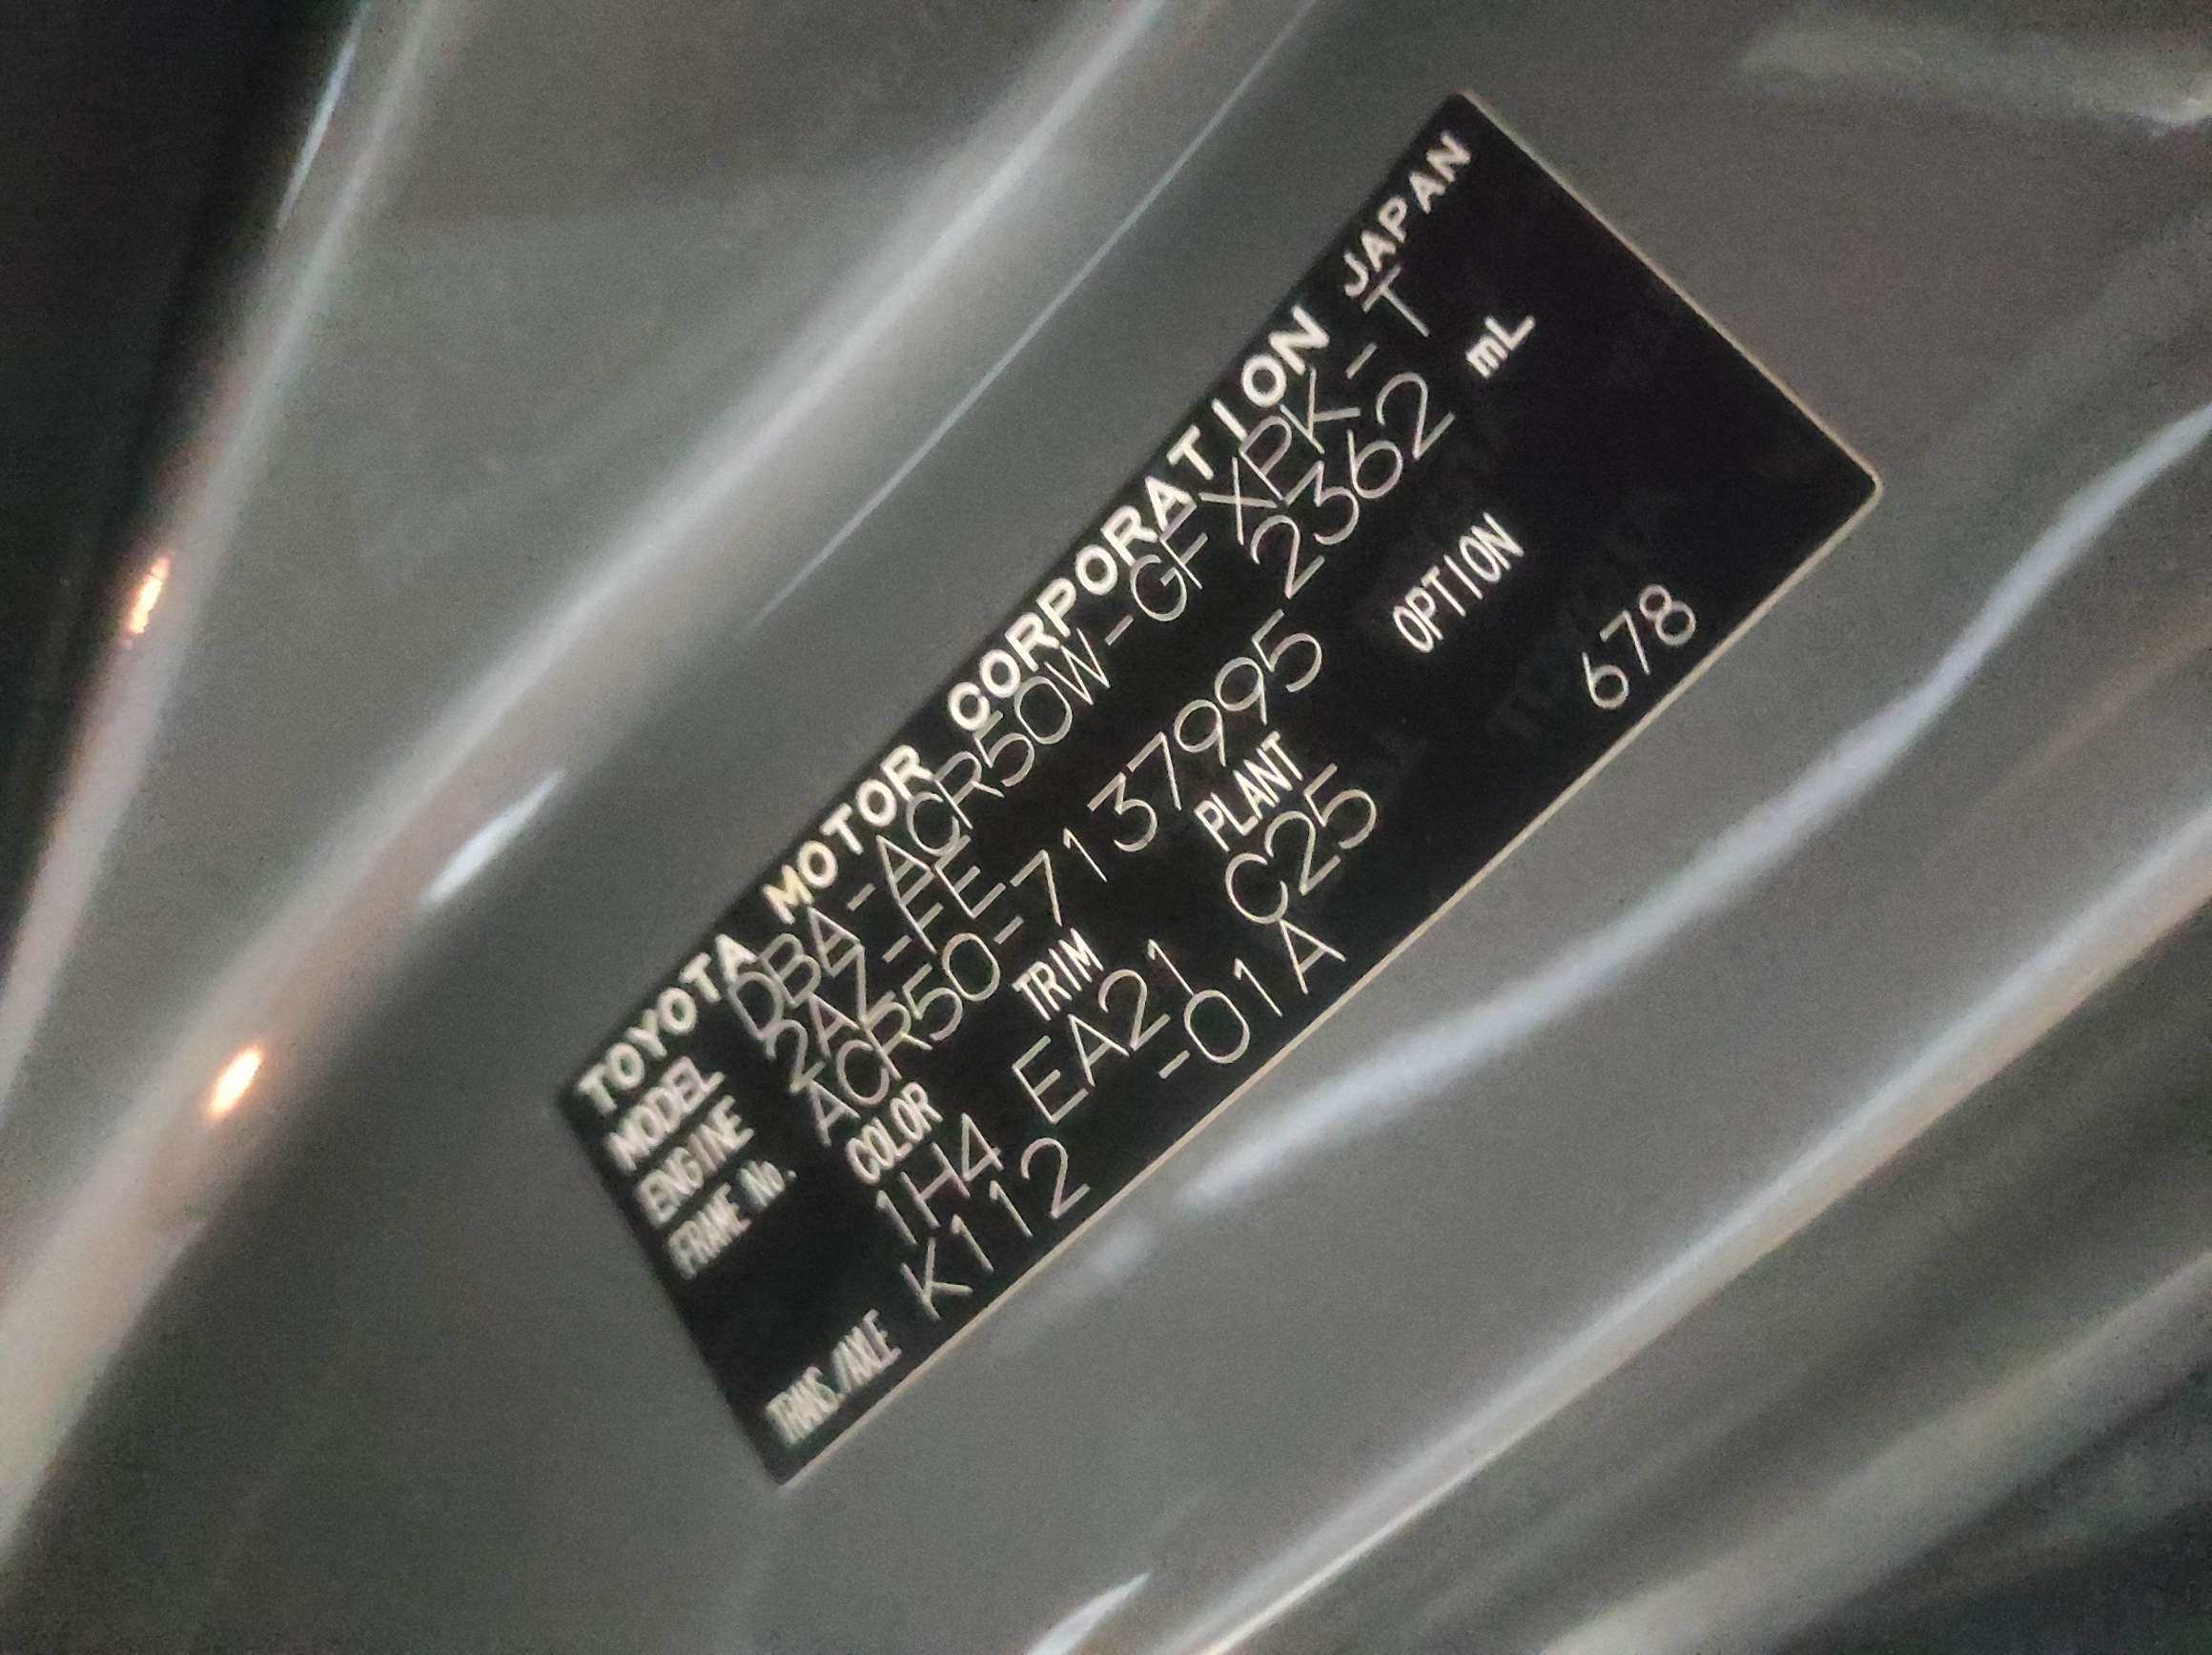 TOYOTA MOTOR CORPORATION JAPAN
MODEL DBA-ACR50W-GFXPK-T
ENGINE 2AZ-FE 2362 mL
FRAME No. ACR50-7137995
COLOR TRIM PLANT OPTION
1H4 EA21 C25 678
TRANS./AXLE K112 -01A